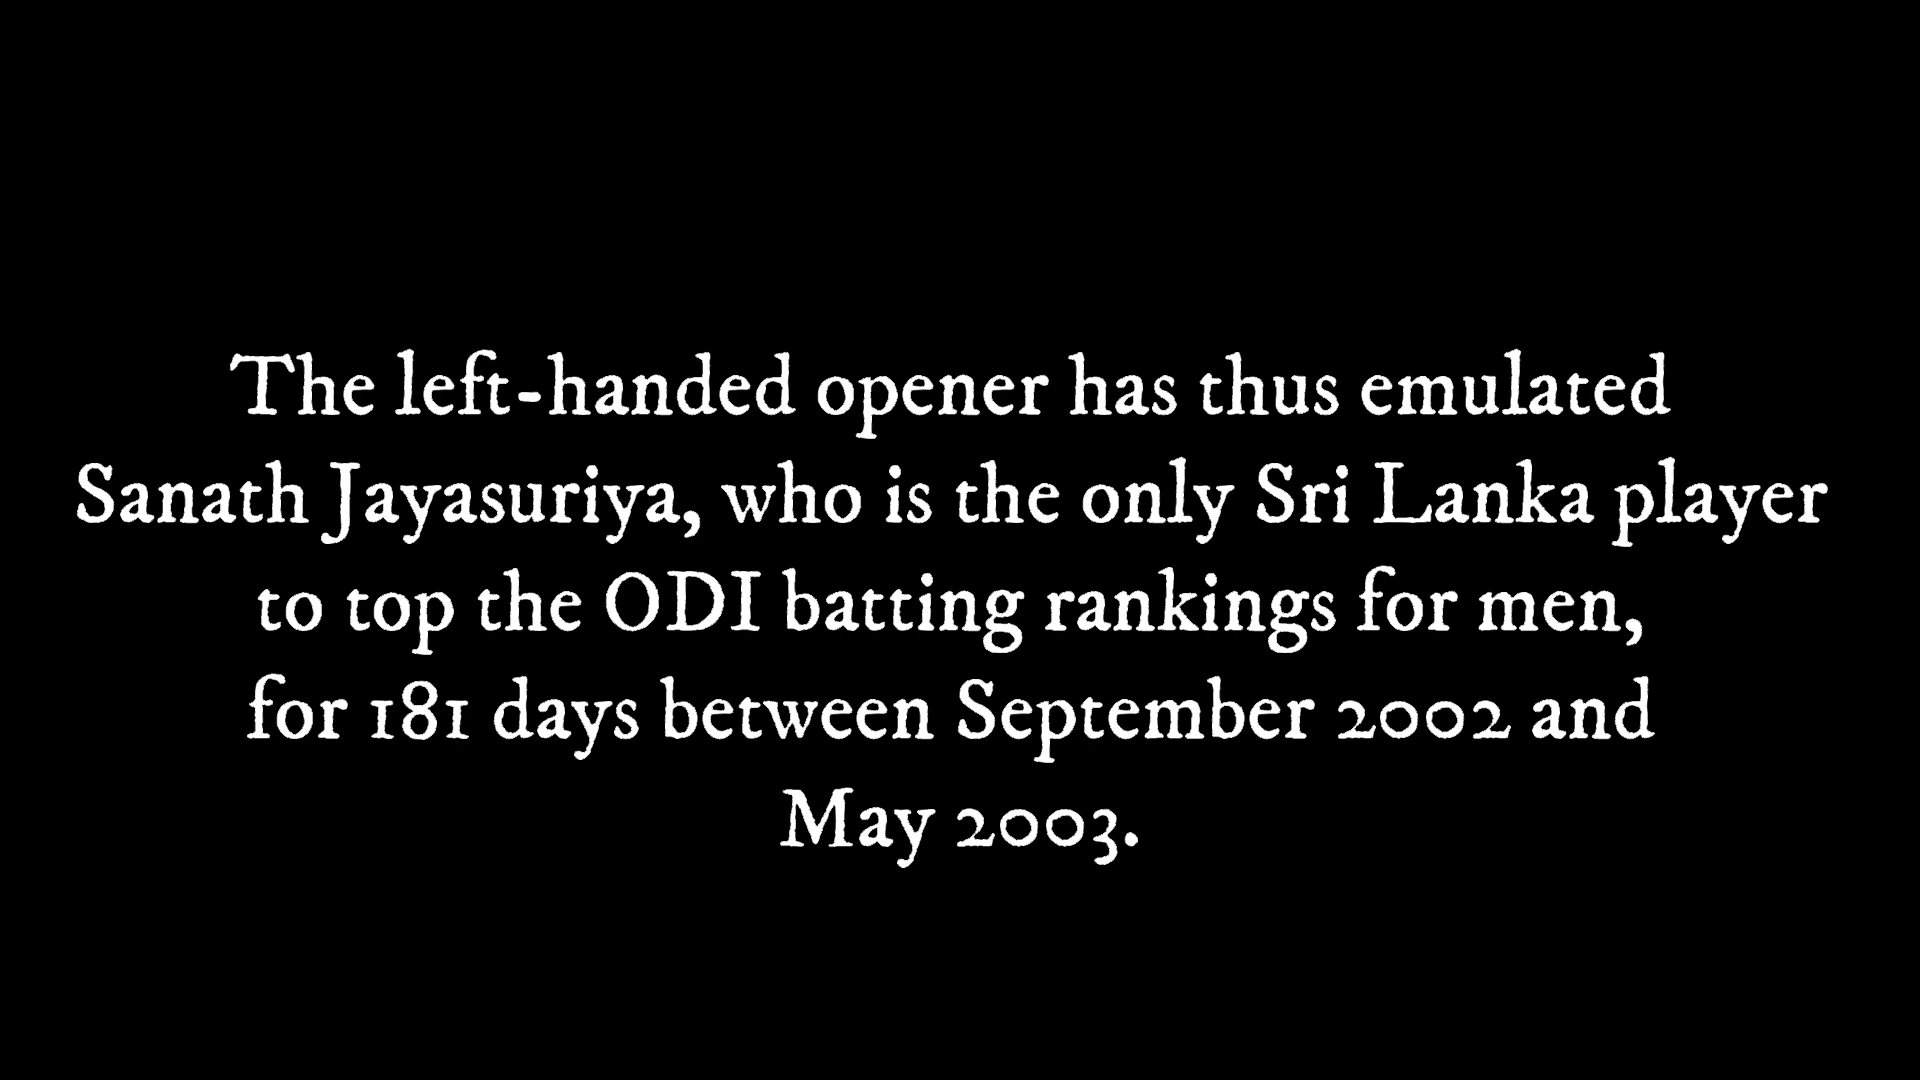 The left-handed opener has thus emulated
Sanath Jayasuriya, who is the only Sri Lanka player
to top the ODI batting rankings for men,
for 181 days between September 2002 and
May 2003.